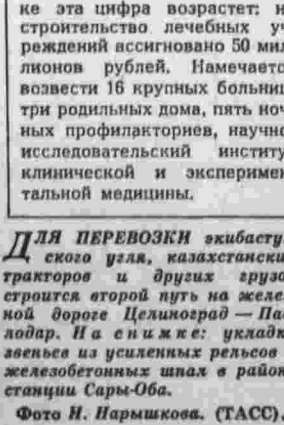 ке эта цифра возрастет: н
строительство лечебных уч
реждений ассигновано 50 мил
лионов рублей. Намечаетс
возвести 16 крупных больниц
три родильных дома, пять ноч
ных профилакториев, научно
исследовательский институ
клинической и эксперимен
тальной медицины.
ДЛЯ ПЕРЕВОЗКИ экибасту
ского угля, казахстански
тракторов и других грузо
строится второй путь на желе
ной дороге Целиноград — Па
лодар. На снимке: укладк
звеньев из усиленных рельсов
железобетонных шпал в район
станции Сары-Оба.
Фото И. Нарышкова. (ТАСС).